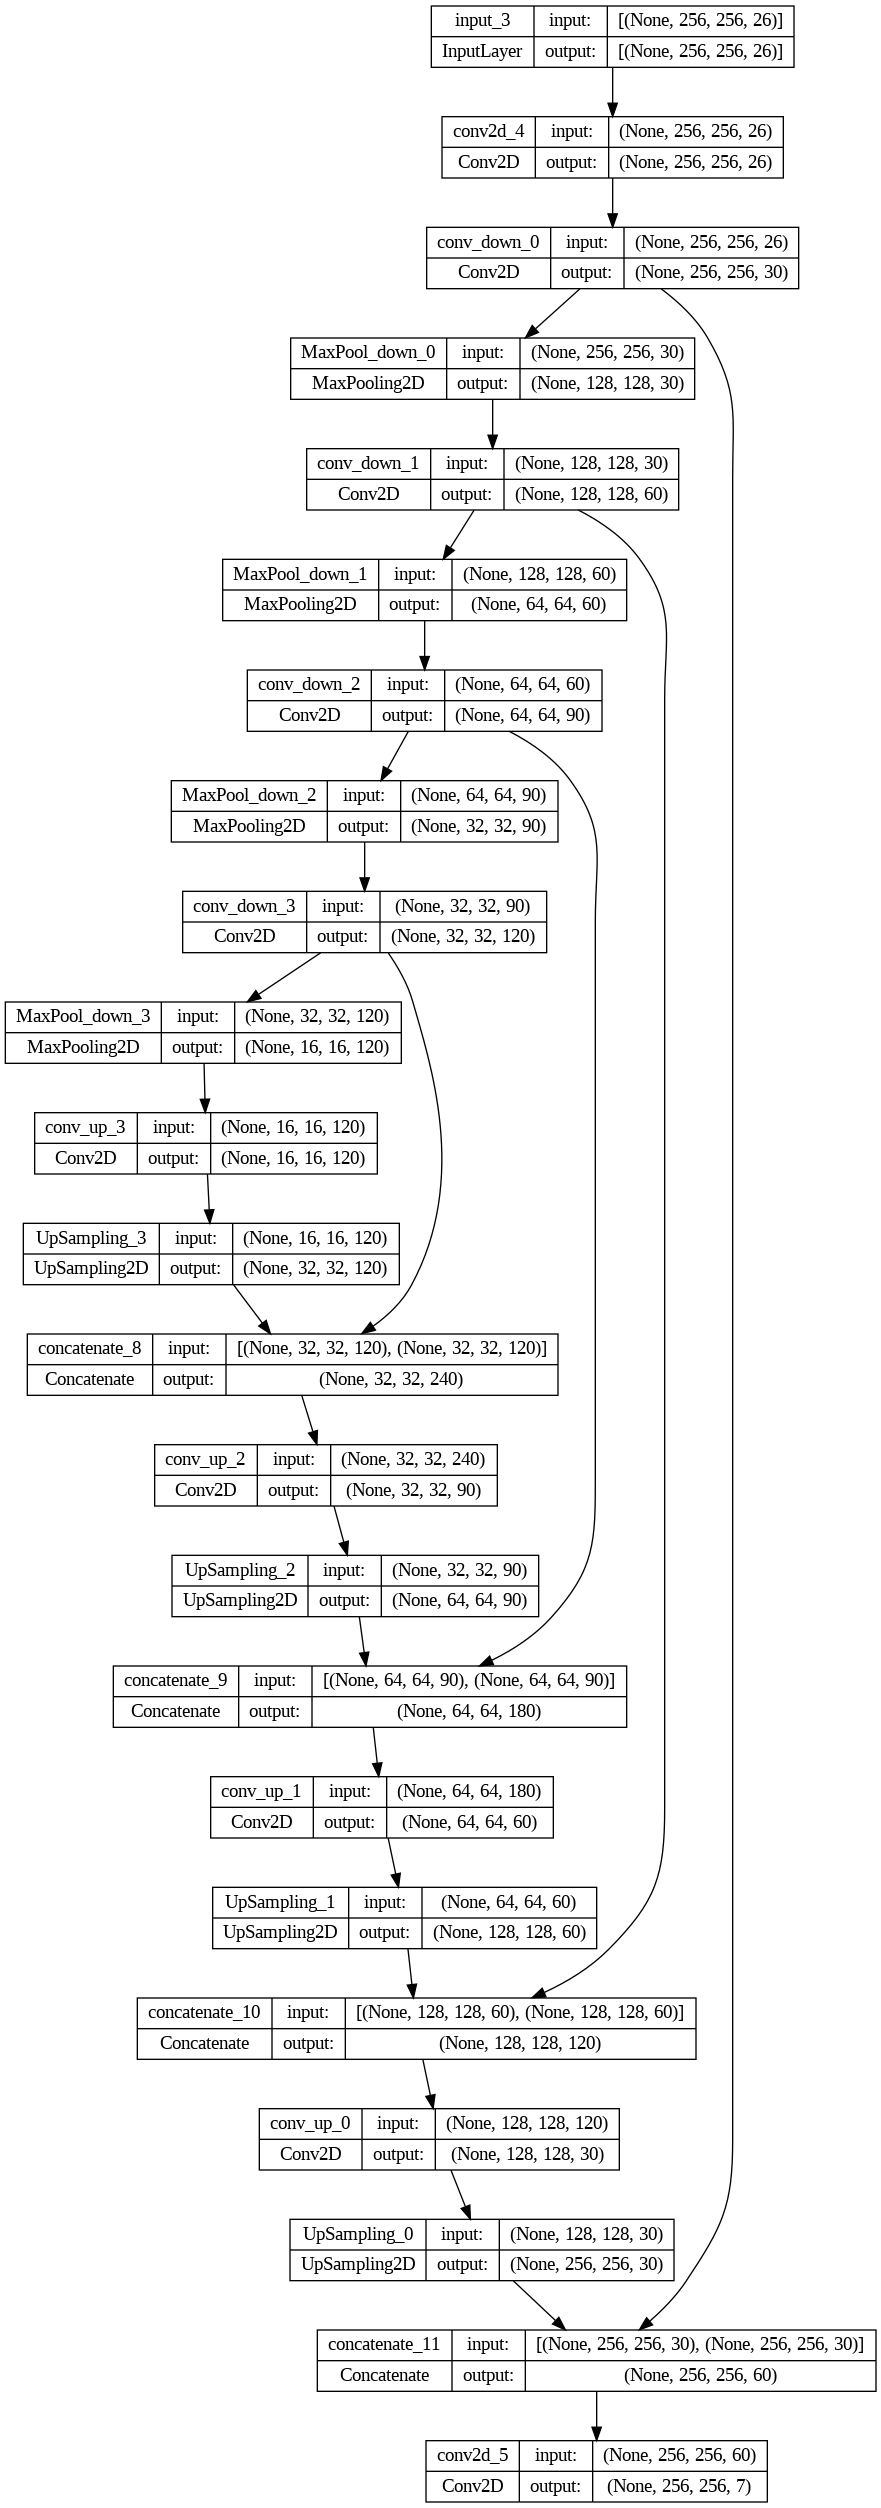 input_3 input: [(None, 256, 256, 26)]
InputLayer output: [(None, 256, 256, 26)]
conv2d_4 input: (None, 256, 256, 26)
Conv2D output: (None, 256, 256, 26)
conv_down_0 input: (None, 256, 256, 26)
Conv2D output: (None, 256, 256, 30)
MaxPool_down_0 input: (None, 256, 256, 30)
MaxPooling2D output: (None, 128, 128, 30)
conv_down_1 input: (None, 128, 128, 30)
Conv2D output: (None, 128, 128, 60)
MaxPool_down_1 input: (None, 128, 128, 60)
MaxPooling2D output: (None, 64, 64, 60)
conv_down_2 input: (None, 64, 64, 60)
Conv2D output: (None, 64, 64, 90)
MaxPool_down_2 input: (None, 64, 64, 90)
MaxPooling2D output: (None, 32, 32, 90)
conv_down_3 input: (None, 32, 32, 90)
Conv2D output: (None, 32, 32, 120)
MaxPool_down_3 input: (None, 32, 32, 120)
MaxPooling2D output: (None, 16, 16, 120)
conv_up_3 input: (None, 16, 16, 120)
Conv2D output: (None, 16, 16, 120)
UpSampling_3 input: (None, 16, 16, 120)
UpSampling2D output: (None, 32, 32, 120)
concatenate_8 input: [(None, 32, 32, 120), (None, 32, 32, 120)]
Concatenate output: (None, 32, 32, 240)
conv_up_2 input: (None, 32, 32, 240)
Conv2D output: (None, 32, 32, 90)
UpSampling_2 input: (None, 32, 32, 90)
UpSampling2D output: (None, 64, 64, 90)
concatenate_9 input: [(None, 64, 64, 90), (None, 64, 64, 90)]
Concatenate output: (None, 64, 64, 180)
conv_up_1 input: (None, 64, 64, 180)
Conv2D output: (None, 64, 64, 60)
UpSampling_1 input: (None, 64, 64, 60)
UpSampling2D output: (None, 128, 128, 60)
concatenate_10 input: [(None, 128, 128, 60), (None, 128, 128, 60)]
Concatenate output: (None, 128, 128, 120)
conv_up_0 input: (None, 128, 128, 120)
Conv2D output: (None, 128, 128, 30)
UpSampling_0 input: (None, 128, 128, 30)
UpSampling2D output: (None, 256, 256, 30)
concatenate_11 input: [(None, 256, 256, 30), (None, 256, 256, 30)]
Concatenate output: (None, 256, 256, 60)
conv2d_5 input: (None, 256, 256, 60)
Conv2D output: (None, 256, 256, 7)